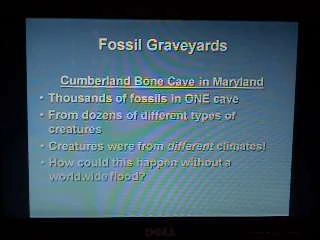 Fossil Graveyards
Cumberland Bone Cave in Maryland
• Thousands of fossils in ONE cave
• From dozens of different types of
creatures
• Creatures were from different climates!
• How could this happen without a
worldwide flood?
DELL